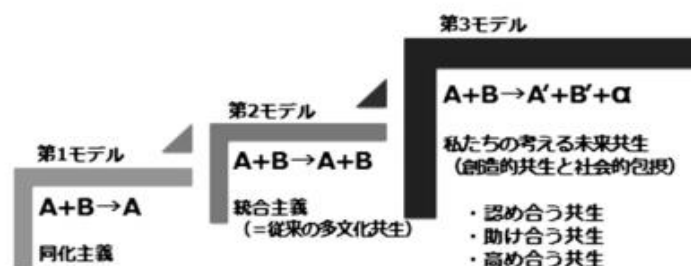 第1モデル
A+B→A
同化主義
第2モデル
A+B→A+B
統合主義
（=従来の多文化共生）
第3モデル
A+B→A′+B′+α
私たちの考える未来共生
（創造的共生と社会的包摂）
・認め合う共生
・助け合う共生
・高め合う共生